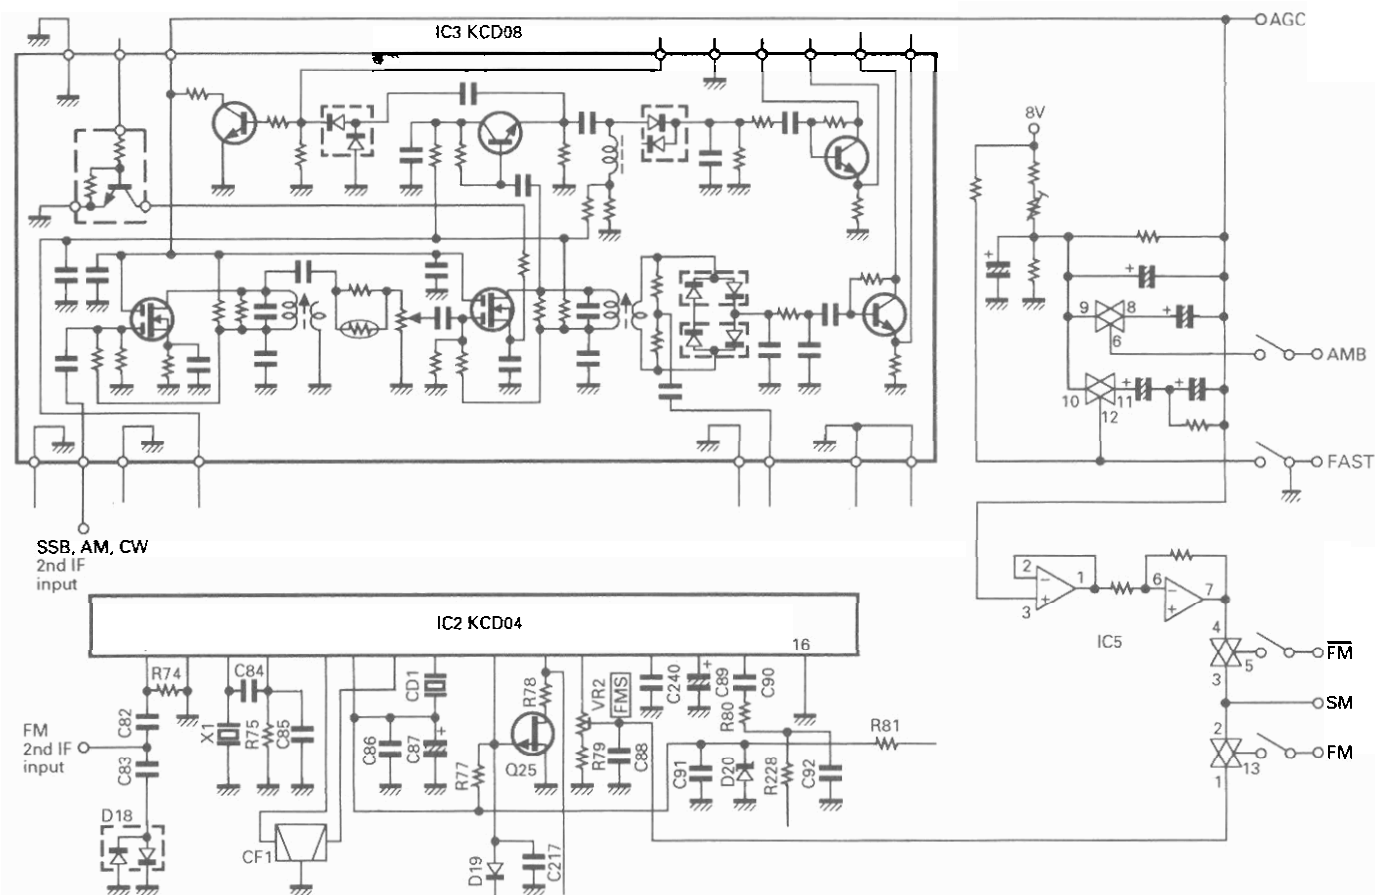 IC3 KCD08
AGC
8V
+
+
9
8
+
6
AMB
+
+
10
11
12
FAST
SSB, AM, CW
2nd IF
input
2
−
1
3
+
6
−
7
+
IC5
4
5
FM
3
SM
2
FM
13
1
IC2 KCD04
16
R74
C84
CD1
R78
VR2
FMS
C240
+
C89
C90
C82
X1
R75
C85
C86
C87
+
R77
Q25
R79
C88
R80
R81
FM
2nd IF
input
C83
C91
D20
R228
C92
D18
CF1
D19
C217